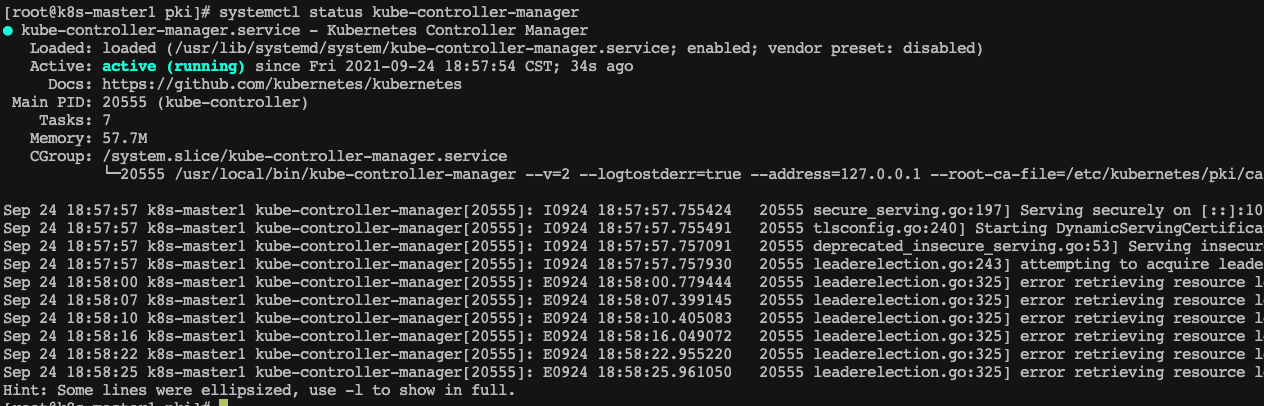 [root@k8s-master1 pki]# systemctl status kube-controller-manager
● kube-controller-manager.service - Kubernetes Controller Manager
Loaded: loaded (/usr/lib/systemd/system/kube-controller-manager.service; enabled; vendor preset: disabled)
Active: active (running) since Fri 2021-09-24 18:57:54 CST; 34s ago
Docs: https://github.com/kubernetes/kubernetes
Main PID: 20555 (kube-controller)
Tasks: 7
Memory: 57.7M
CGroup: /system.slice/kube-controller-manager.service
└─20555 /usr/local/bin/kube-controller-manager --v=2 --logtostderr=true --address=127.0.0.1 --root-ca-file=/etc/kubernetes/pki/ca
Sep 24 18:57:57 k8s-master1 kube-controller-manager[20555]: I0924 18:57:57.755424   20555 secure_serving.go:197] Serving securely on [::]:10
Sep 24 18:57:57 k8s-master1 kube-controller-manager[20555]: I0924 18:57:57.755491   20555 tlsconfig.go:240] Starting DynamicServingCertifica
Sep 24 18:57:57 k8s-master1 kube-controller-manager[20555]: I0924 18:57:57.757091   20555 deprecated_insecure_serving.go:53] Serving insecur
Sep 24 18:57:57 k8s-master1 kube-controller-manager[20555]: I0924 18:57:57.757930   20555 leaderelection.go:243] attempting to acquire leade
Sep 24 18:58:00 k8s-master1 kube-controller-manager[20555]: E0924 18:58:00.779444   20555 leaderelection.go:325] error retrieving resource l
Sep 24 18:58:07 k8s-master1 kube-controller-manager[20555]: E0924 18:58:07.399145   20555 leaderelection.go:325] error retrieving resource l
Sep 24 18:58:10 k8s-master1 kube-controller-manager[20555]: E0924 18:58:10.405083   20555 leaderelection.go:325] error retrieving resource l
Sep 24 18:58:16 k8s-master1 kube-controller-manager[20555]: E0924 18:58:16.049072   20555 leaderelection.go:325] error retrieving resource l
Sep 24 18:58:22 k8s-master1 kube-controller-manager[20555]: E0924 18:58:22.955220   20555 leaderelection.go:325] error retrieving resource l
Sep 24 18:58:25 k8s-master1 kube-controller-manager[20555]: E0924 18:58:25.961050   20555 leaderelection.go:325] error retrieving resource l
Hint: Some lines were ellipsized, use -l to show in full.
[root@k8s-master1 pki]#